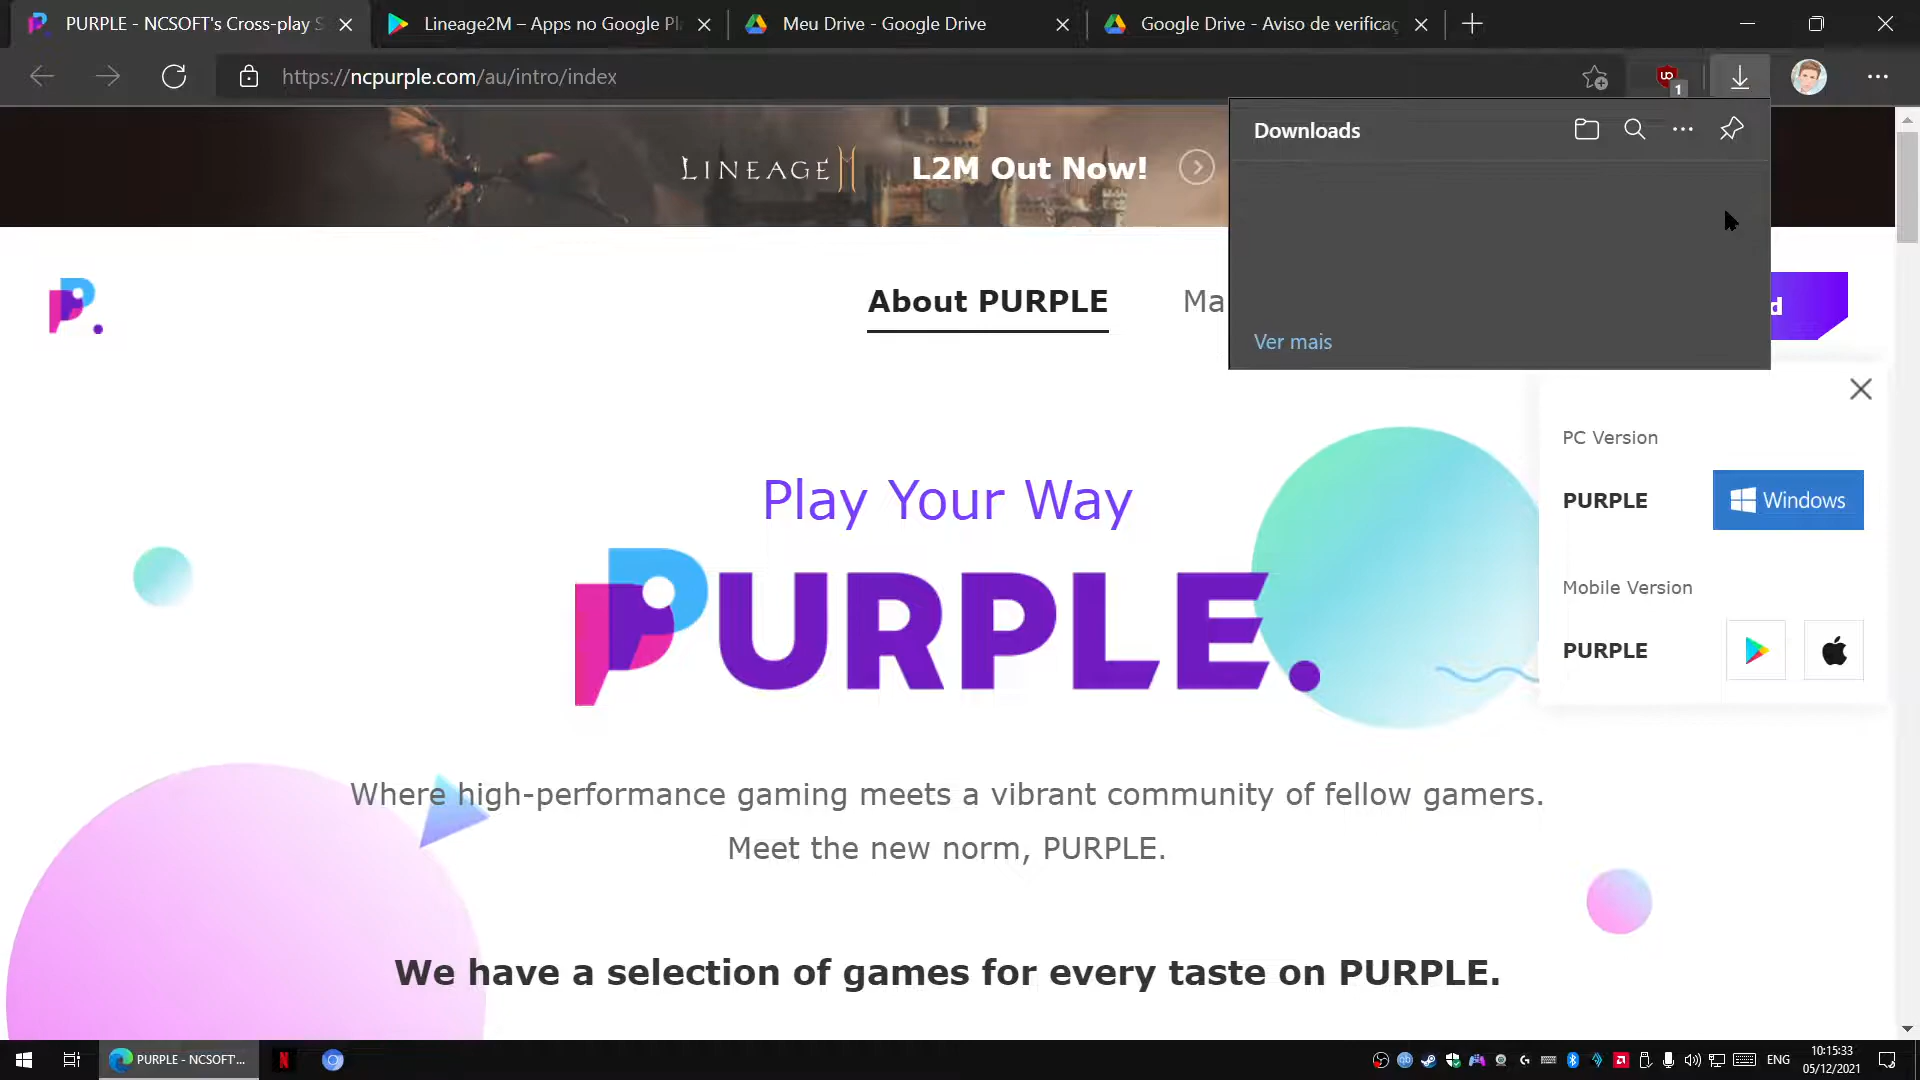 PURPLE - NCSOFT's Cross-play S
Lineage2M – Apps no Google Pl
Meu Drive - Google Drive
Google Drive - Aviso de verificaç
https://ncpurple.com/au/intro/index
1
Downloads
LINEAGE M
L2M Out Now!
About PURPLE
Ma
d
Ver mais
PC Version
PURPLE
Windows
Mobile Version
PURPLE
Play Your Way
PURPLE.
Where high-performance gaming meets a vibrant community of fellow gamers.
Meet the new norm, PURPLE.
We have a selection of games for every taste on PURPLE.
PURPLE - NCSOFT'...
ENG
10:15:33
05/12/2021